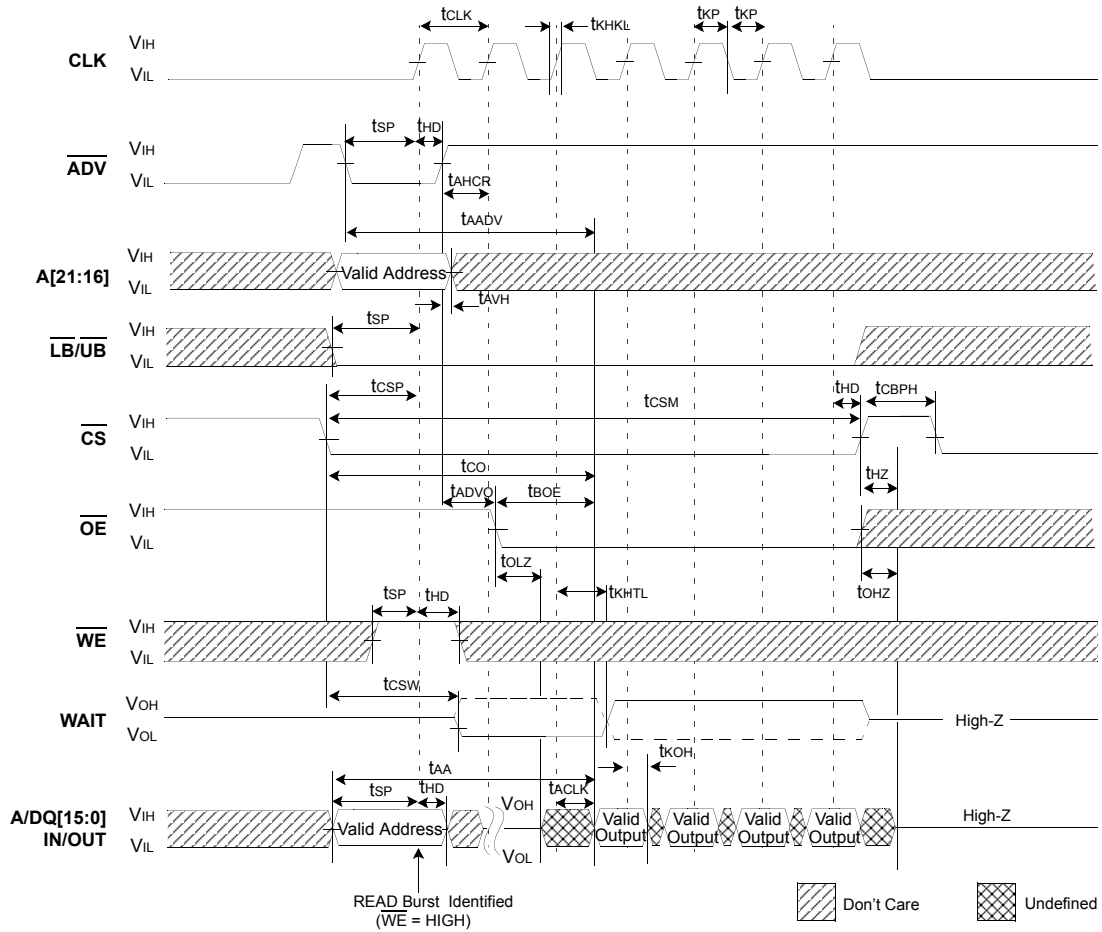 tCLK tKHKL tKP tKP
CLK VIH
VIL
tSP tHD
ADV VIH
VIL
tAHCR
tAADV
A[21:16] VIH
VIL
Valid Address
tAVH
tSP
LB/UB VIH
VIL
tCSP tCSM tHD tCBPH
CS VIH
VIL
tCO tHZ
tADVO tBOE
OE VIH
VIL
tOLZ tKHTL tOHZ
tSP tHD
WE VIH
VIL
tCSW
WAIT VOH
VOL
High-Z
tKOH
tAA
tSP tHD tACLK
A/DQ[15:0]
IN/OUT
VIH
VIL
Valid Address
VOH
VOL
Valid Output
Valid Output
Valid Output
Valid Output
High-Z
READ Burst Identified
(WE = HIGH)
Don't Care
Undefined